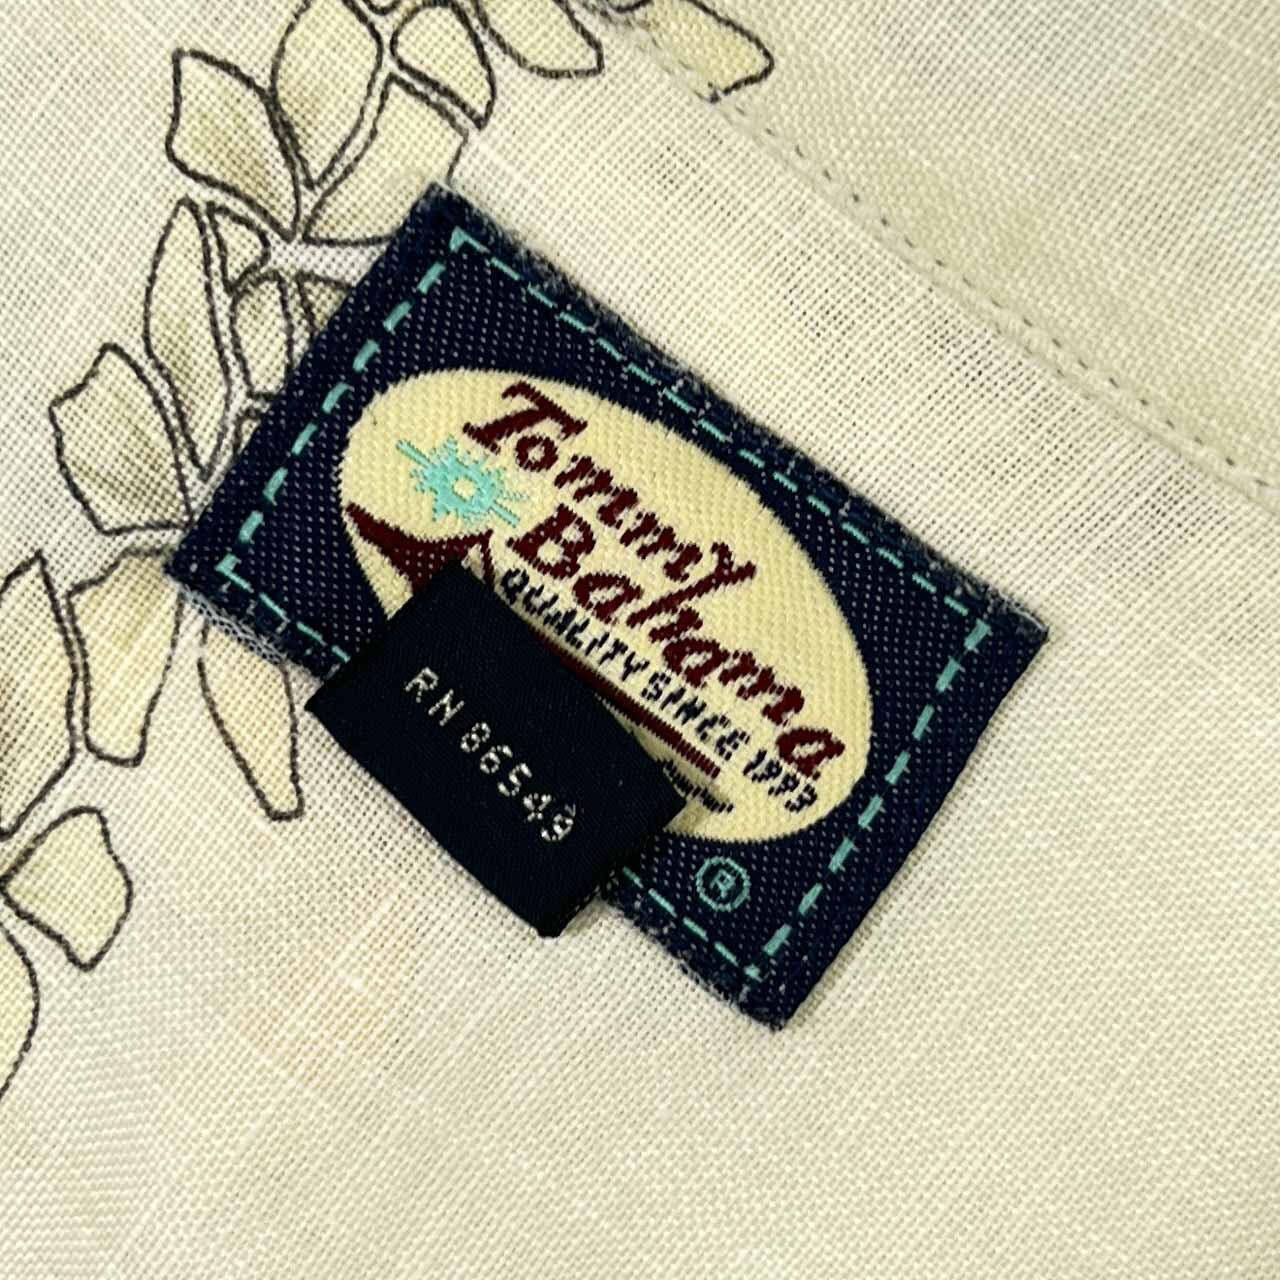 Tommy
Bahama
QUALITY SINCE 1993
RN 86549
®